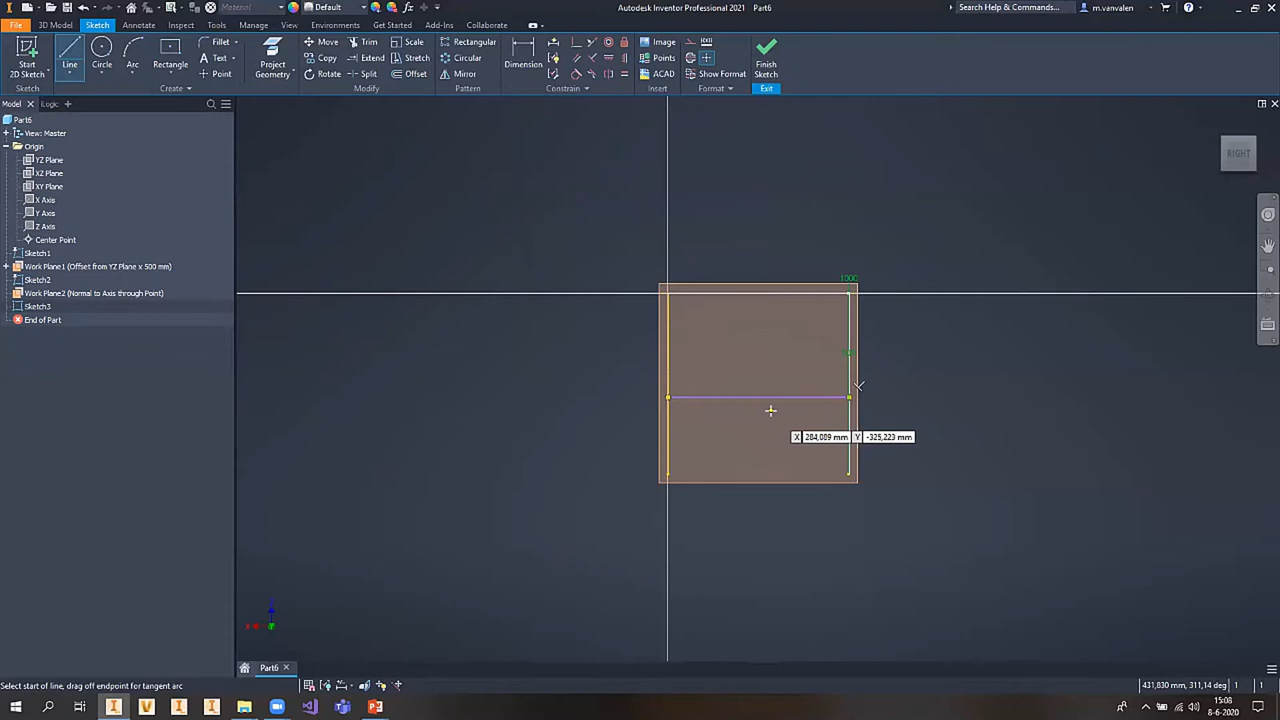 Material
Default
Autodesk Inventor Professional 2021 Part6
Search Help & Commands...
m.vanvalen
File
3D Model
Sketch
Annotate
Inspect
Tools
Manage
View
Environments
Get Started
Add-Ins
Collaborate
Start
2D Sketch
Line
Circle
Arc
Rectangle
Fillet
Text
Point
Project
Geometry
Move
Copy
Rotate
Trim
Extend
Split
Scale
Stretch
Offset
Rectangular
Circular
Mirror
Dimension
Image
Points
ACAD
Show Format
Finish
Sketch
Sketch
Create
Modify
Pattern
Constrain
Insert
Format
Exit
Model
iLogic
Part6
View: Master
Origin
YZ Plane
XZ Plane
XY Plane
X Axis
Y Axis
Z Axis
Center Point
Sketch1
Work Plane1 (Offset from YZ Plane x 500 mm)
Sketch2
Work Plane2 (Normal to Axis through Point)
Sketch3
End of Part
RIGHT
1000
X 284,089 mm Y -325,223 mm
Part6
Select start of line, drag off endpoint for tangent arc
431,830 mm, 311,14 deg 1 1
15:08
8-6-2020